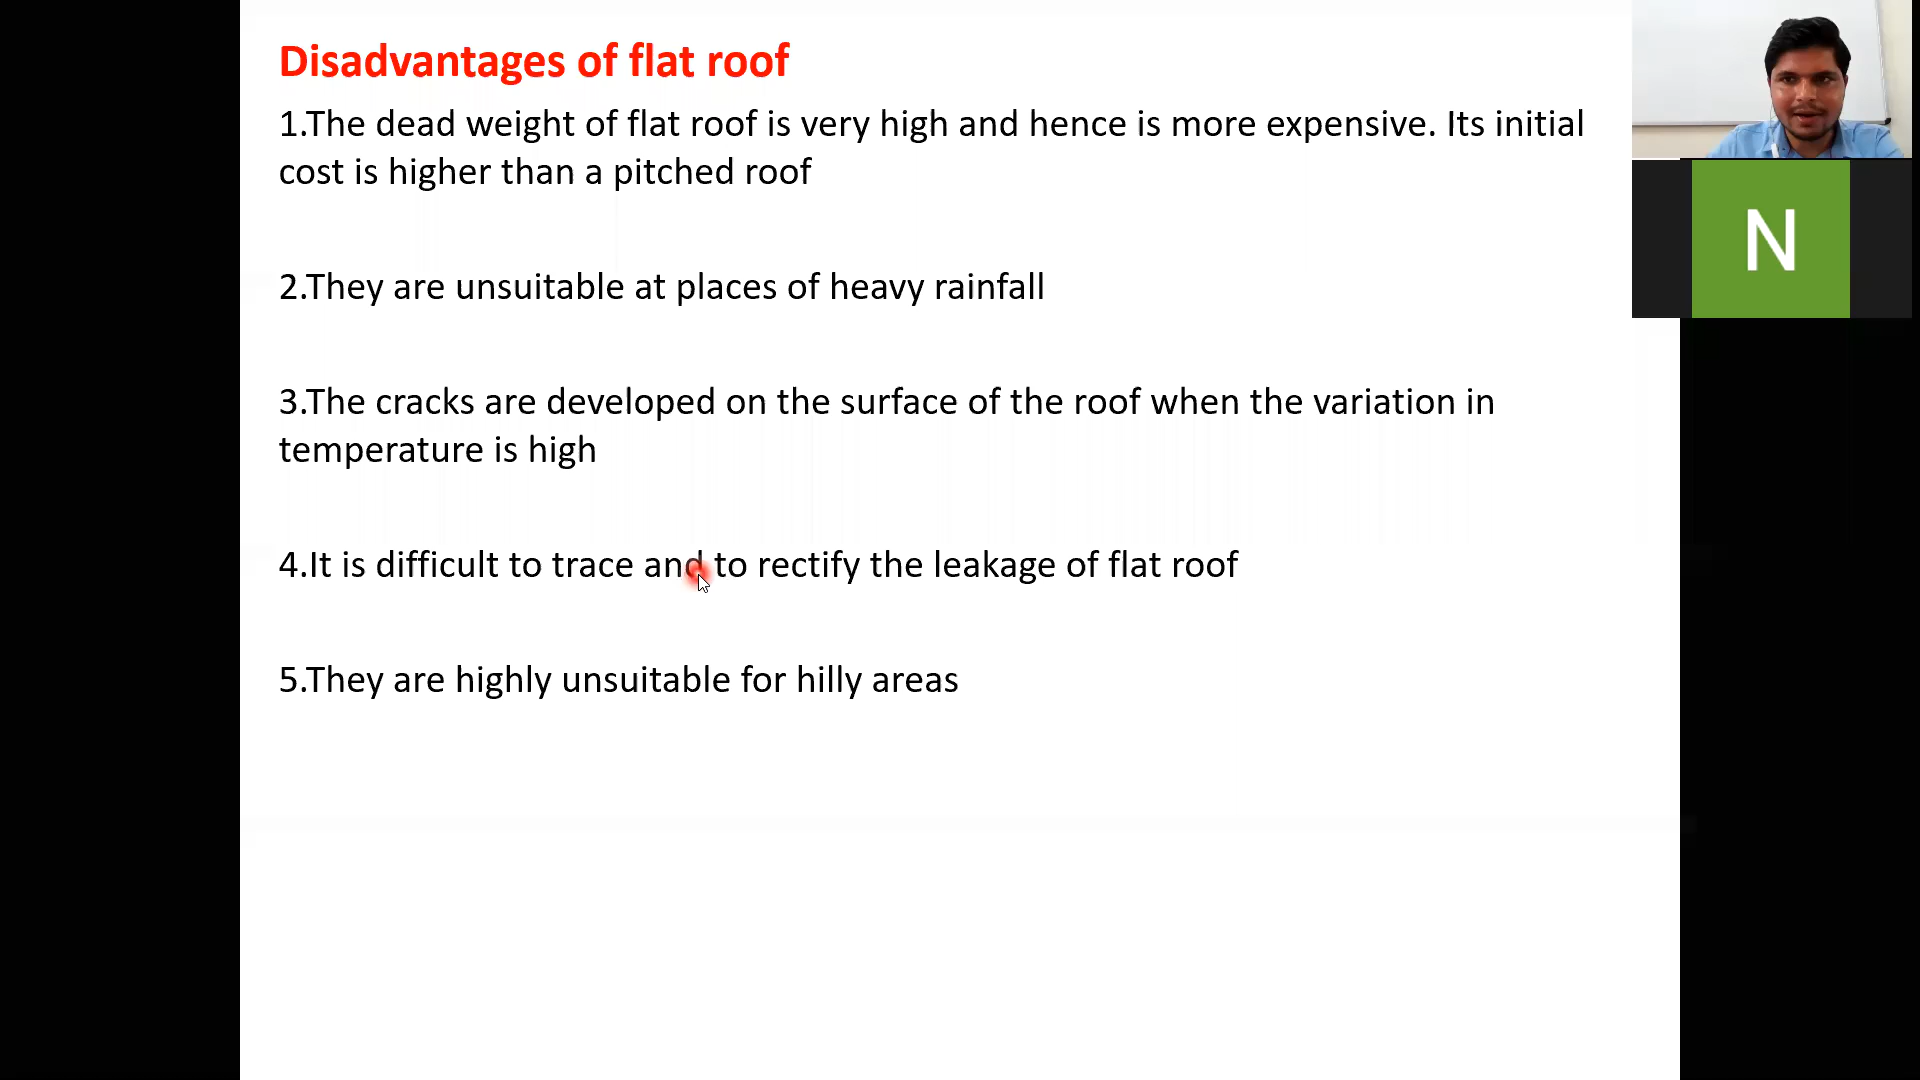 Disadvantages of flat roof
1.The dead weight of flat roof is very high and hence is more expensive. Its initial
cost is higher than a pitched roof
2.They are unsuitable at places of heavy rainfall
3.The cracks are developed on the surface of the roof when the variation in
temperature is high
4.It is difficult to trace and to rectify the leakage of flat roof
5.They are highly unsuitable for hilly areas
N